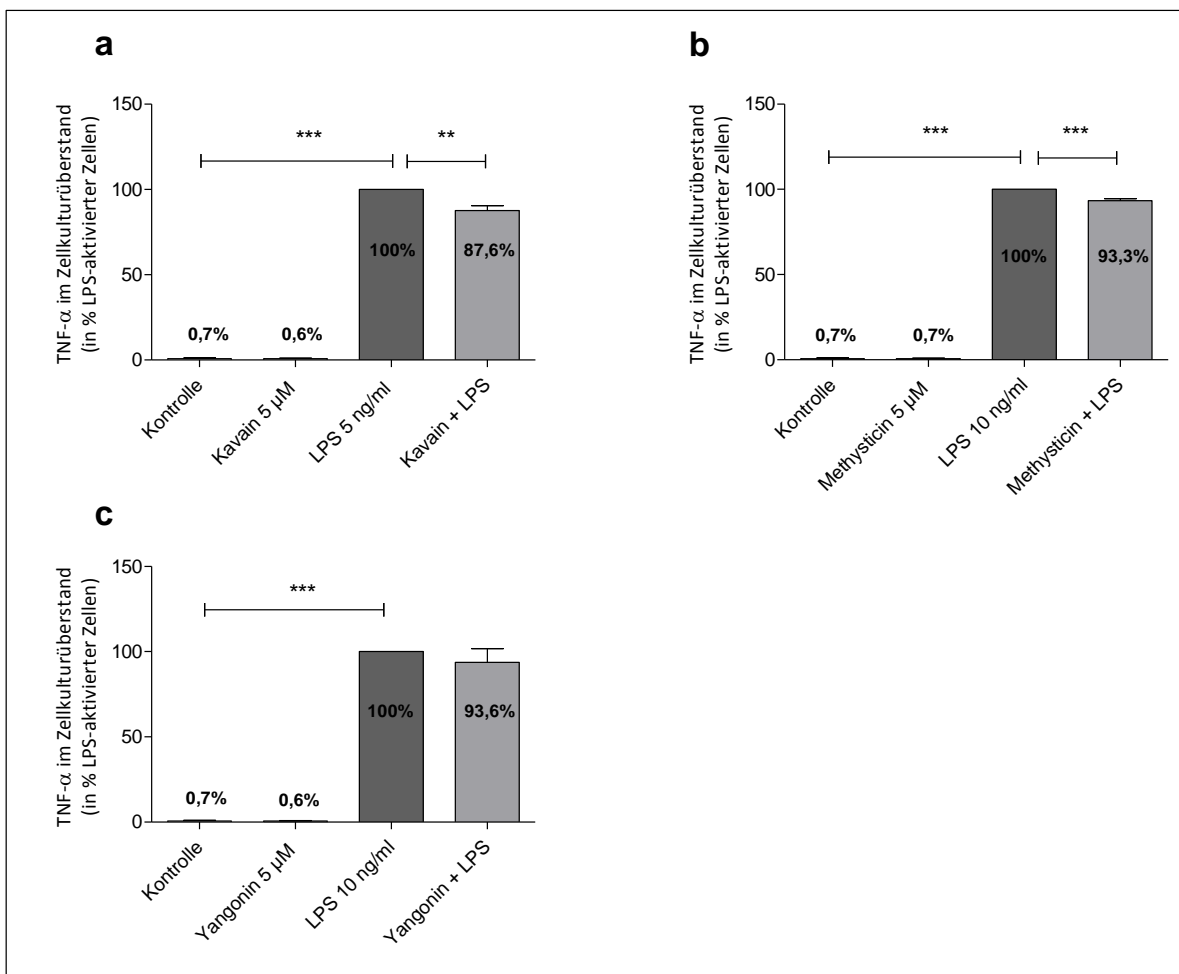 a
TNF-α im Zellkulturüberstand
(in % LPS-aktivierter Zellen)
150
100
50
0
***
**
0,7%
0,6%
100%
87,6%
Kontrolle
Kavain 5 µM
LPS 5 ng/ml
Kavain + LPS
b
TNF-α im Zellkulturüberstand
(in % LPS-aktivierter Zellen)
150
100
50
0
***
***
0,7%
0,7%
100%
93,3%
Kontrolle
Methysticin 5 µM
LPS 10 ng/ml
Methysticin + LPS
c
TNF-α im Zellkulturüberstand
(in % LPS-aktivierter Zellen)
150
100
50
0
***
0,7%
0,6%
100%
93,6%
Kontrolle
Yangonin 5 µM
LPS 10 ng/ml
Yangonin + LPS